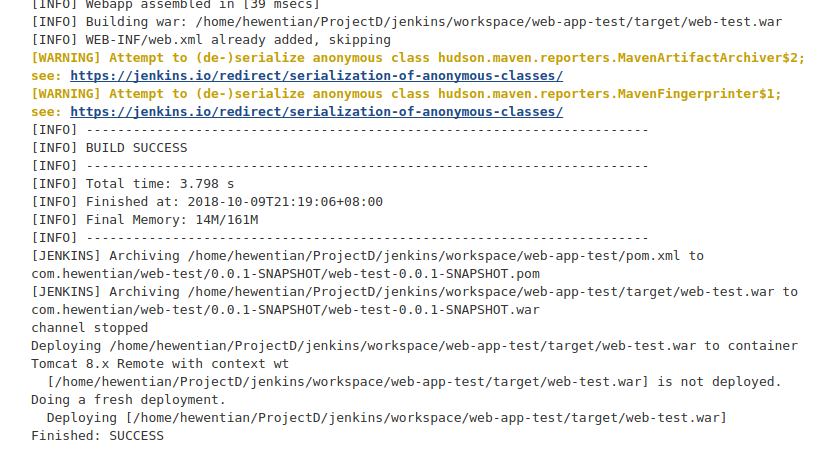 [INFO] Webapp assembled in [39 msecs]
[INFO] Building war: /home/hewentian/ProjectD/jenkins/workspace/web-app-test/target/web-test.war
[INFO] WEB-INF/web.xml already added, skipping
[WARNING] Attempt to (de-)serialize anonymous class hudson.maven.reporters.MavenArtifactArchiver$2;
see: https://jenkins.io/redirect/serialization-of-anonymous-classes/
[WARNING] Attempt to (de-)serialize anonymous class hudson.maven.reporters.MavenFingerprinter$1;
see: https://jenkins.io/redirect/serialization-of-anonymous-classes/
[INFO] ------------------------------------------------------------------------
[INFO] BUILD SUCCESS
[INFO] ------------------------------------------------------------------------
[INFO] Total time: 3.798 s
[INFO] Finished at: 2018-10-09T21:19:06+08:00
[INFO] Final Memory: 14M/161M
[INFO] ------------------------------------------------------------------------
[JENKINS] Archiving /home/hewentian/ProjectD/jenkins/workspace/web-app-test/pom.xml to
com.hewentian/web-test/0.0.1-SNAPSHOT/web-test-0.0.1-SNAPSHOT.pom
[JENKINS] Archiving /home/hewentian/ProjectD/jenkins/workspace/web-app-test/target/web-test.war to
com.hewentian/web-test/0.0.1-SNAPSHOT/web-test-0.0.1-SNAPSHOT.war
channel stopped
Deploying /home/hewentian/ProjectD/jenkins/workspace/web-app-test/target/web-test.war to container
Tomcat 8.x Remote with context wt
  [/home/hewentian/ProjectD/jenkins/workspace/web-app-test/target/web-test.war] is not deployed.
Doing a fresh deployment.
  Deploying [/home/hewentian/ProjectD/jenkins/workspace/web-app-test/target/web-test.war]
Finished: SUCCESS